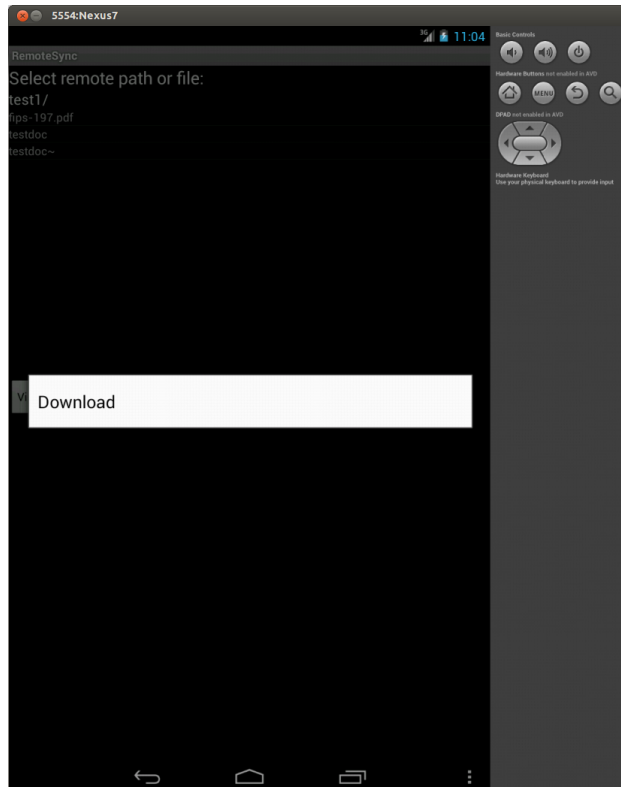 5554:Nexus7
3G 11:04
RemoteSync
Select remote path or file:
test1/
fips-197.pdf
testdoc
testdoc~
Vi
Download
Basic Controls
Hardware Buttons not enabled in AVD
MENU
DPAD not enabled in AVD
Hardware Keyboard
Use your physical keyboard to provide input